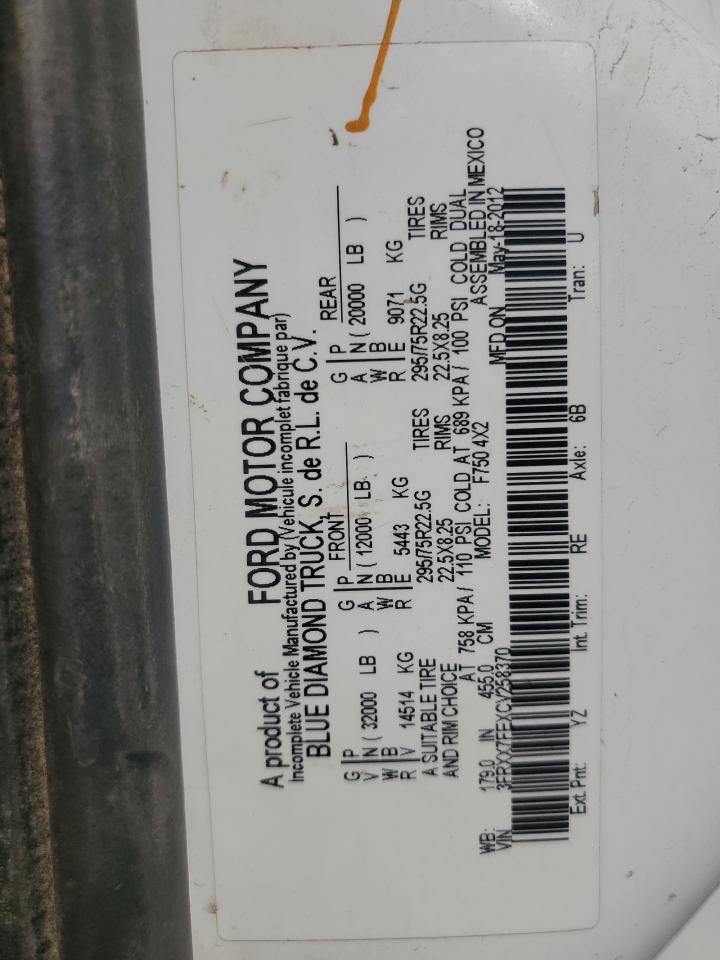 A product of FORD MOTOR COMPANY
Incomplete Vehicle Manufactured by (Vehicule incomplet fabrique par)
BLUE DIAMOND TRUCK, S. de R.L. de C.V.
FRONT REAR
G P G P G P
V N ( 32000 LB ) A N ( 12000 LB ) A N ( 20000 LB )
W B W B W B
R V 14514 KG R E 5443 KG R E 9071 KG
A SUITABLE TIRE 295/75R22.5G TIRES 295/75R22.5G TIRES
AND RIM CHOICE 22.5X8.25 RIMS 22.5X8.25 RIMS
AT 758 KPA/ 110 PSI COLD AT 689 KPA/ 100 PSI COLD DUAL
WB: 179.0 IN 455.0 CM MODEL: F750 4X2 ASSEMBLED IN MEXICO
VIN 3FRXX7FEXCV258370 MFD ON May-18-2012
Ext. Pnt: YZ Int. Trim: RE Axle: 6B Tran: U